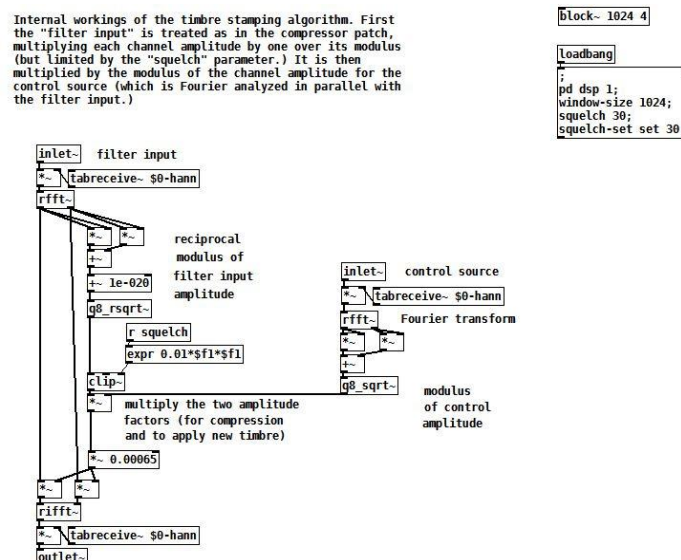 Internal workings of the timbre stamping algorithm. First
the "filter input" is treated as in the compressor patch,
multiplying each channel amplitude by one over its modulus
(but limited by the "squelch" parameter.) It is then
multiplied by the modulus of the channel amplitude for the
control source (which is Fourier analyzed in parallel with
the filter input.)
block~ 1024 4
loadbang
;
pd dsp 1;
window-size 1024;
squelch 30;
squelch-set set 30
inlet~ filter input
*~ tabreceive~ $0-hann
rfft~
*~ *~
+~
+~ 1e-020
q8_rsqrt~
reciprocal
modulus of
filter input
amplitude
r squelch
expr 0.01*$f1*$f1
clip~
*~
multiply the two amplitude
factors (for compression
and to apply new timbre)
inlet~ control source
*~ tabreceive~ $0-hann
rfft~ Fourier transform
*~ *~
+~
q8_sqrt~
modulus
of control
amplitude
*~ 0.00065
*~ *~
rifft~
*~ tabreceive~ $0-hann
outlet~